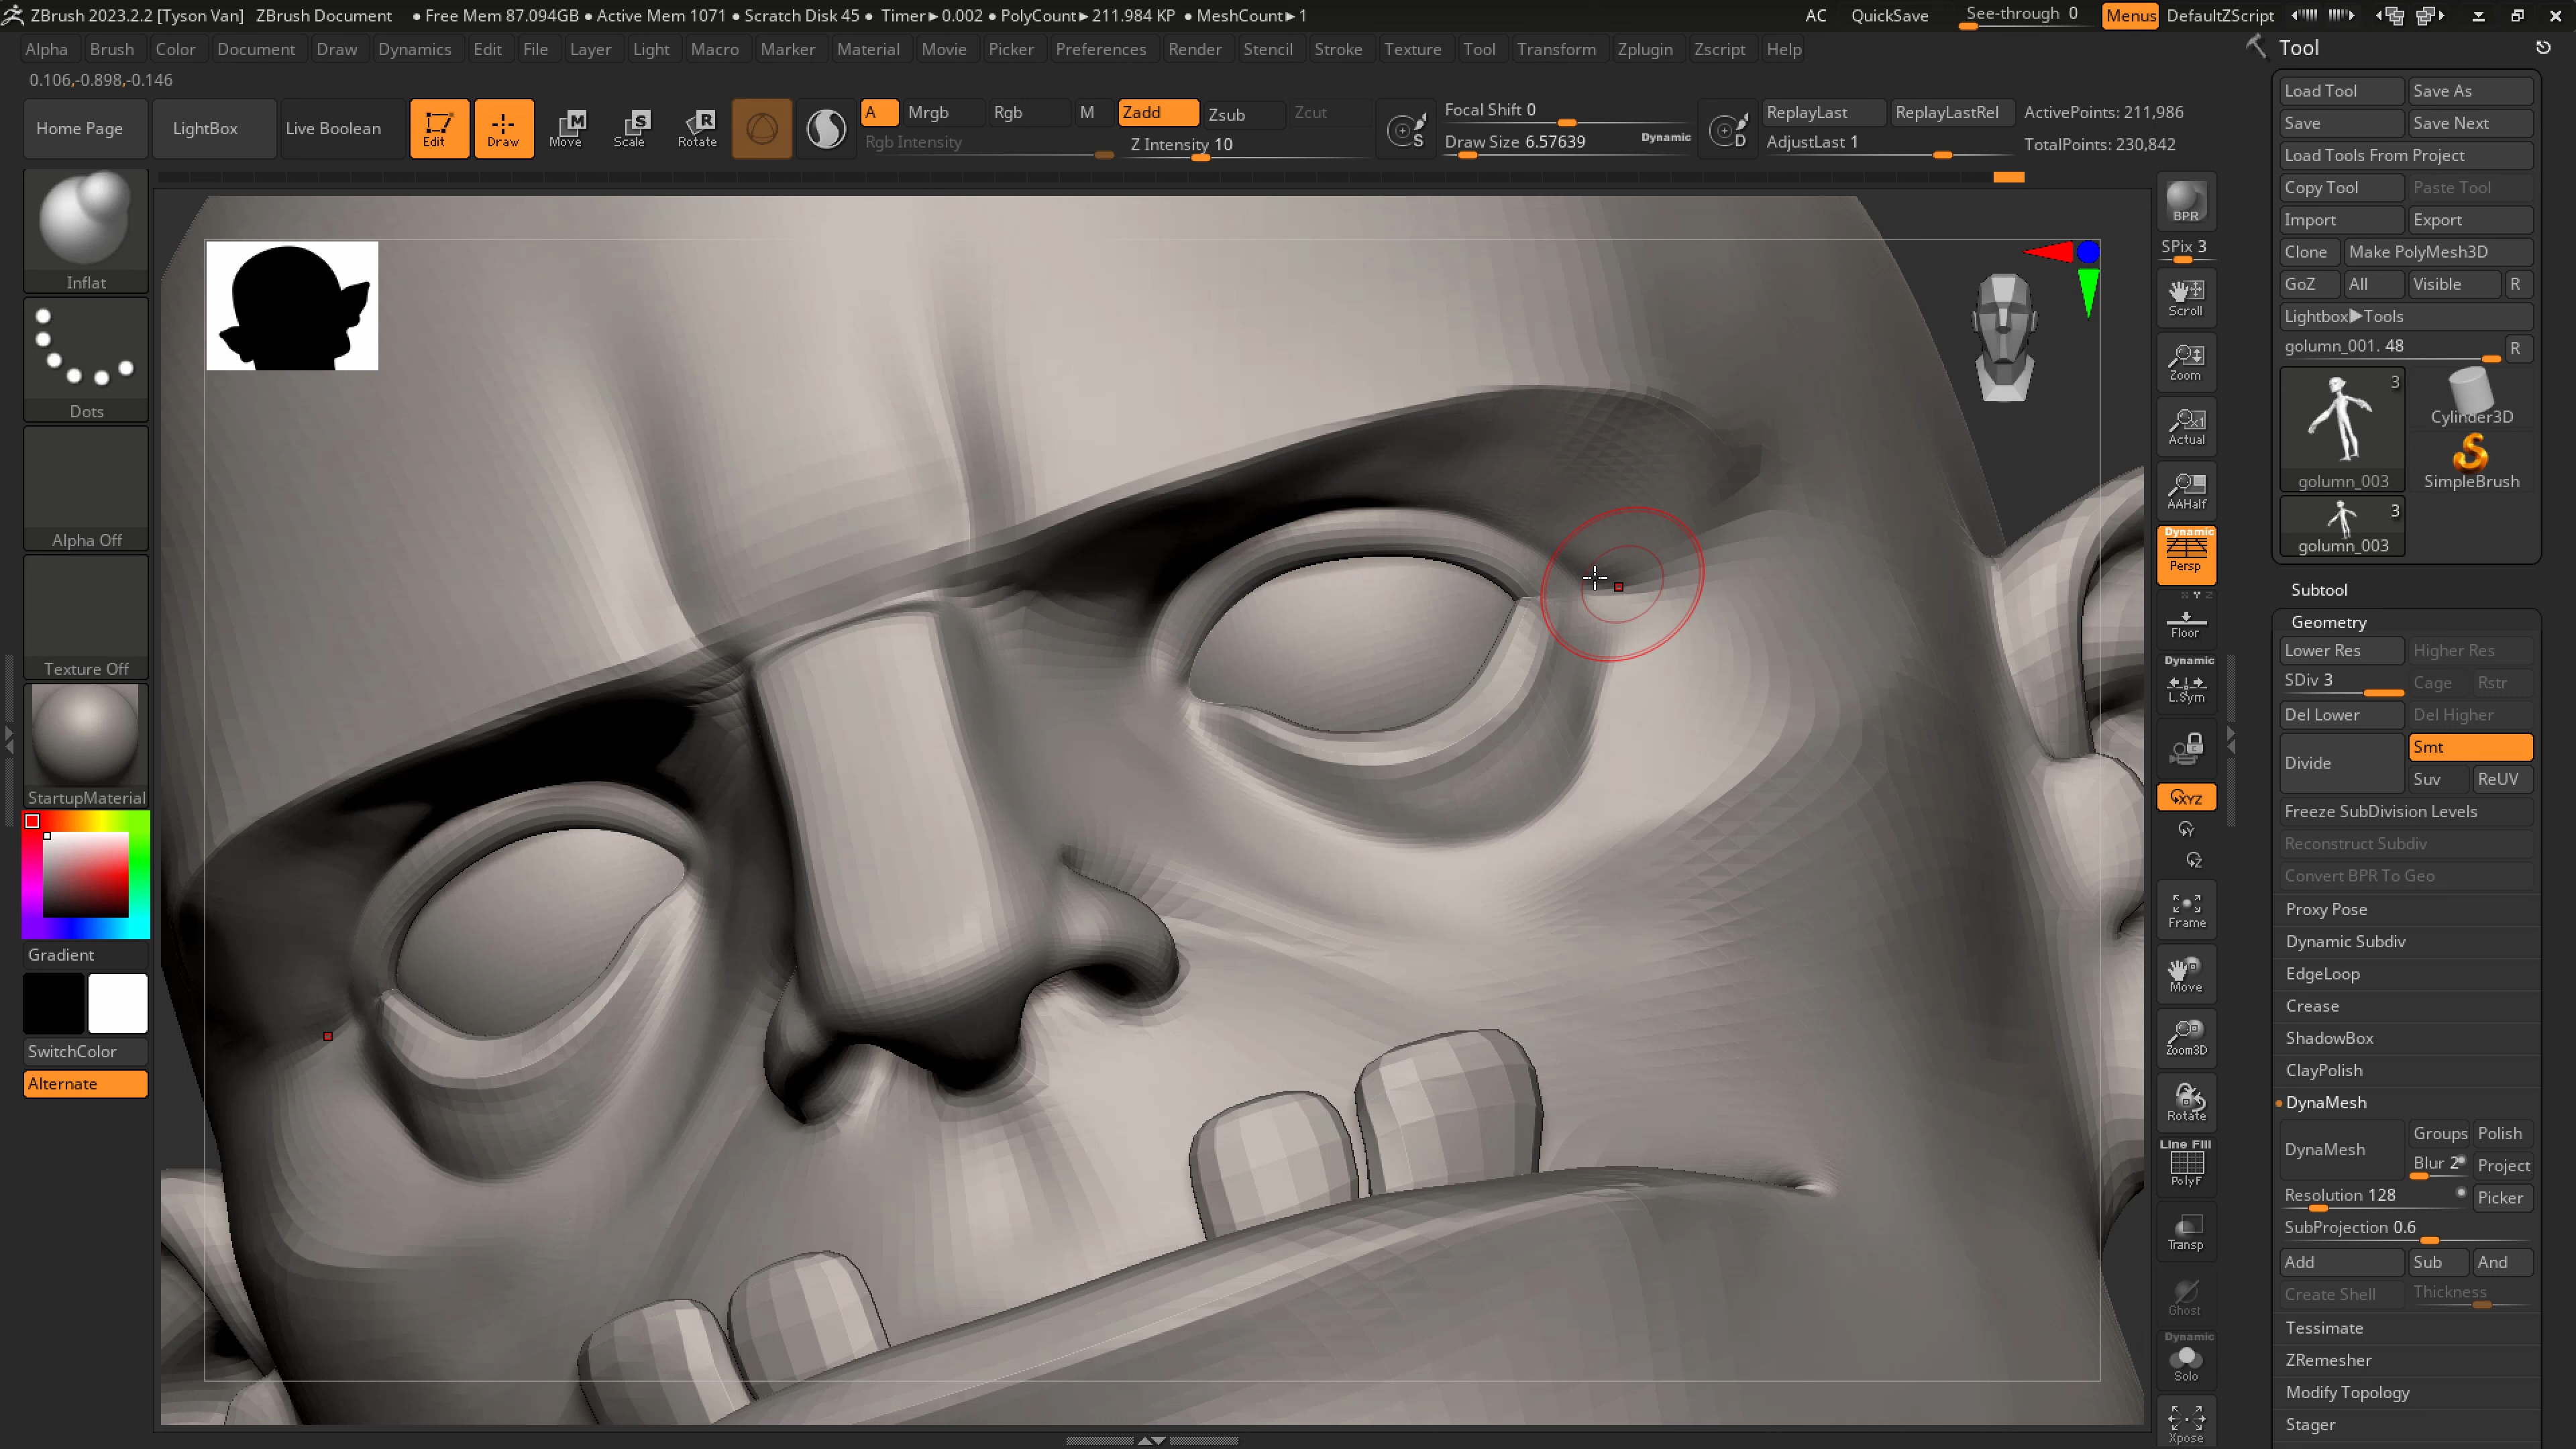 ZBrush 2023.2.2 [Tyson Van] ZBrush Document • Free Mem 87.094GB • Active Mem 1071 • Scratch Disk 45 • Timer▶0.002 • PolyCount▶211.984 KP • MeshCount▶1 AC QuickSave See-through 0 Menus DefaultZScript
Alpha Brush Color Document Draw Dynamics Edit File Layer Light Macro Marker Material Movie Picker Preferences Render Stencil Stroke Texture Tool Transform Zplugin Zscript Help
0.106,-0.898,-0.146
Home Page LightBox Live Boolean Edit Draw Move Scale Rotate
A Mrgb Rgb M Zadd Zsub Zcut
Rgb Intensity Z Intensity 10
Focal Shift 0
Draw Size 6.57639 Dynamic
ReplayLast ReplayLastRel ActivePoints: 211,986
AdjustLast 1 TotalPoints: 230,842
Inflat
Dots
Alpha Off
Texture Off
StartupMaterial
Gradient
SwitchColor
Alternate
BPR
SPix 3
Scroll
Zoom
Actual
AAHalf
Dynamic
Persp
Floor
Dynamic
L.Sym
XYZ
Y
Z
Frame
Move
Zoom3D
Rotate
Line Fill
PolyF
Transp
Ghost
Dynamic
Solo
Xpose
Tool
Load Tool Save As
Save Save Next
Load Tools From Project
Copy Tool Paste Tool
Import Export
Clone Make PolyMesh3D
GoZ All Visible R
Lightbox▶Tools
golumn_001. 48 R
3
golumn_003
Cylinder3D
SimpleBrush
3
golumn_003
Subtool
Geometry
Lower Res Higher Res
SDiv 3 Cage Rstr
Del Lower Del Higher
Divide Smt
Suv ReUV
Freeze SubDivision Levels
Reconstruct Subdiv
Convert BPR To Geo
Proxy Pose
Dynamic Subdiv
EdgeLoop
Crease
ShadowBox
ClayPolish
DynaMesh
DynaMesh Groups Polish
Blur 2 Project
Resolution 128 Picker
SubProjection 0.6
Add Sub And
Create Shell Thickness
Tessimate
ZRemesher
Modify Topology
Stager